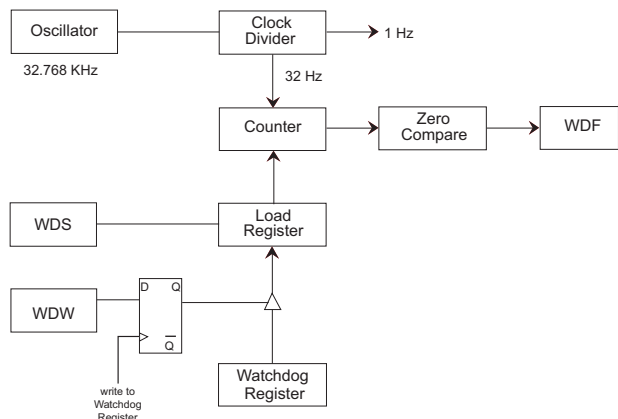 Oscillator
Clock
Divider
1 Hz
32.768 KHz
32 Hz
Counter
Zero
Compare
WDF
WDS
Load
Register
D Q
WDW
Q
write to
Watchdog
Register
Watchdog
Register